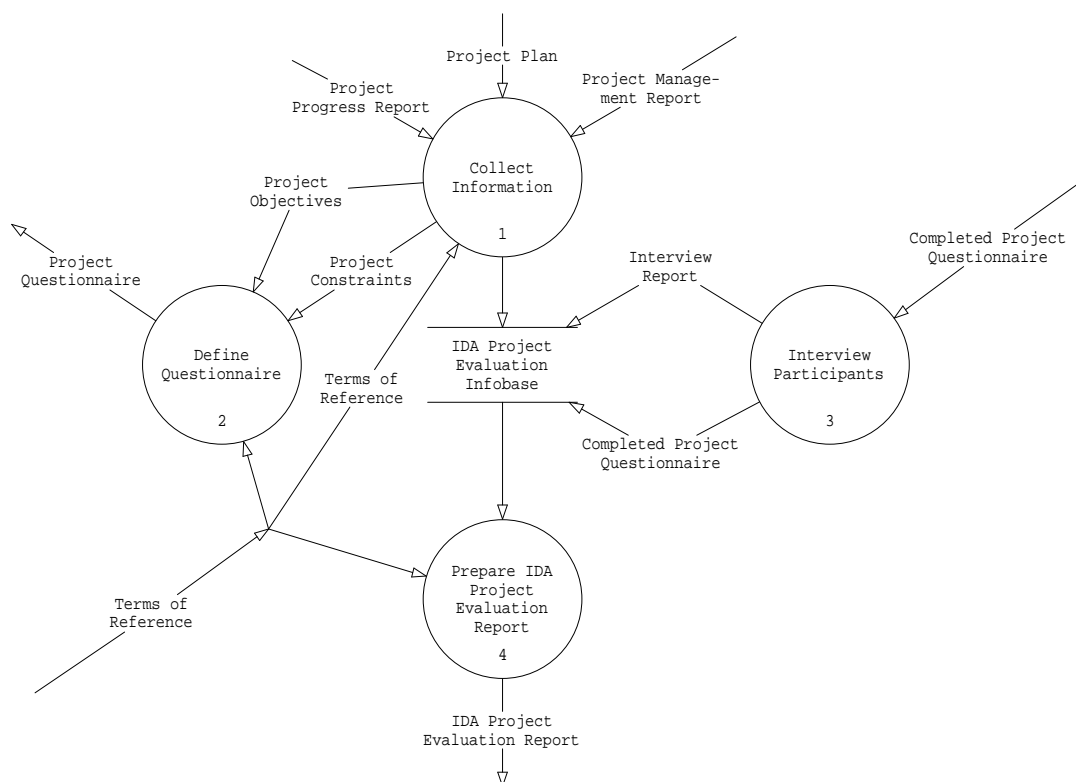 Project Plan
Project
Progress Report
Project Manage-
ment Report
Collect
Information
1
Project
Objectives
Project
Constraints
Project
Questionnaire
Completed Project
Questionnaire
Interview
Report
Define
Questionnaire
2
Terms of
Reference
IDA Project
Evaluation
Infobase
Interview
Participants
3
Completed Project
Questionnaire
Terms of
Reference
Prepare IDA
Project
Evaluation
Report
4
IDA Project
Evaluation Report